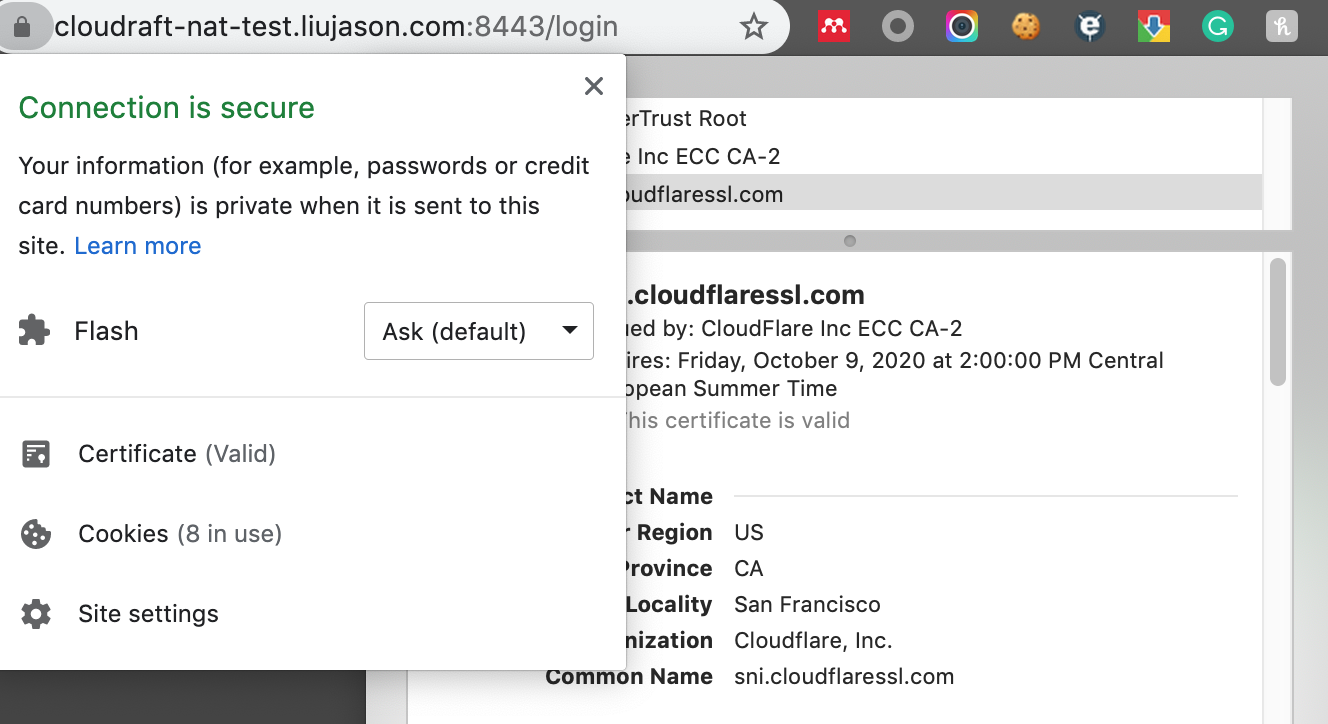 cloudraft-nat-test.liujason.com:8443/login
Connection is secure
Your information (for example, passwords or credit
card numbers) is private when it is sent to this
site. Learn more
Flash
Ask (default)
Certificate (Valid)
Cookies (8 in use)
Site settings
erTrust Root
e Inc ECC CA-2
oudflaressl.com
.cloudflaressl.com
ued by: CloudFlare Inc ECC CA-2
ires: Friday, October 9, 2020 at 2:00:00 PM Central
opean Summer Time
his certificate is valid
ct Name
r Region US
Province CA
Locality San Francisco
nization Cloudflare, Inc.
Common Name sni.cloudflaressl.com